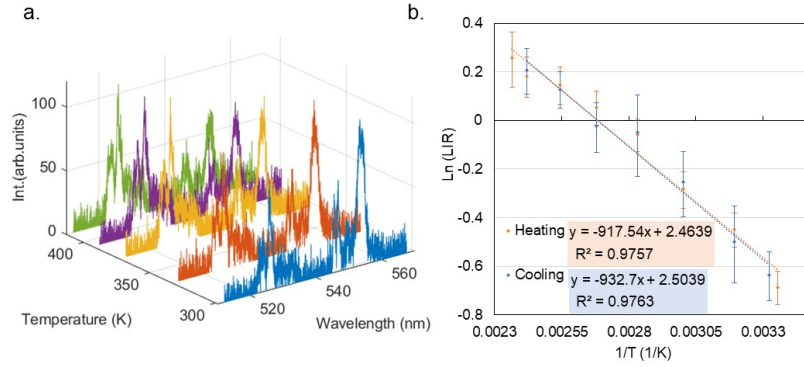 a.
Int.(arb.units)
100
50
0
400
350
300
Temperature (K)
520
540
560
Wavelength (nm)
b.
Ln (LIR)
0.4
0.2
0
-0.2
-0.4
-0.6
-0.8
Heating y = -917.54x + 2.4639
R² = 0.9757
Cooling y = -932.7x + 2.5039
R² = 0.9763
0.0023 0.00255 0.0028 0.00305 0.0033
1/T (1/K)